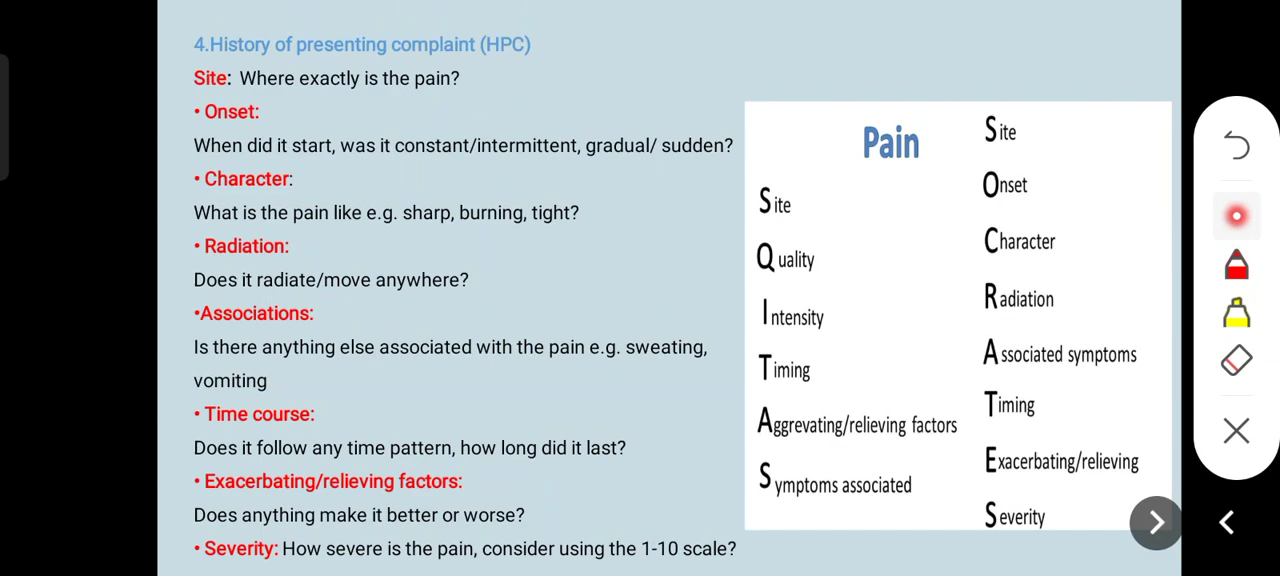 4.History of presenting complaint (HPC)
Site: Where exactly is the pain?
• Onset:
When did it start, was it constant/intermittent, gradual/ sudden?
• Character:
What is the pain like e.g. sharp, burning, tight?
• Radiation:
Does it radiate/move anywhere?
•Associations:
Is there anything else associated with the pain e.g. sweating,
vomiting
• Time course:
Does it follow any time pattern, how long did it last?
• Exacerbating/relieving factors:
Does anything make it better or worse?
• Severity: How severe is the pain, consider using the 1-10 scale?
Pain
Site
Quality
Intensity
Timing
Aggrevating/relieving factors
Symptoms associated
Site
Onset
Character
Radiation
Associated symptoms
Timing
Exacerbating/relieving
Severity